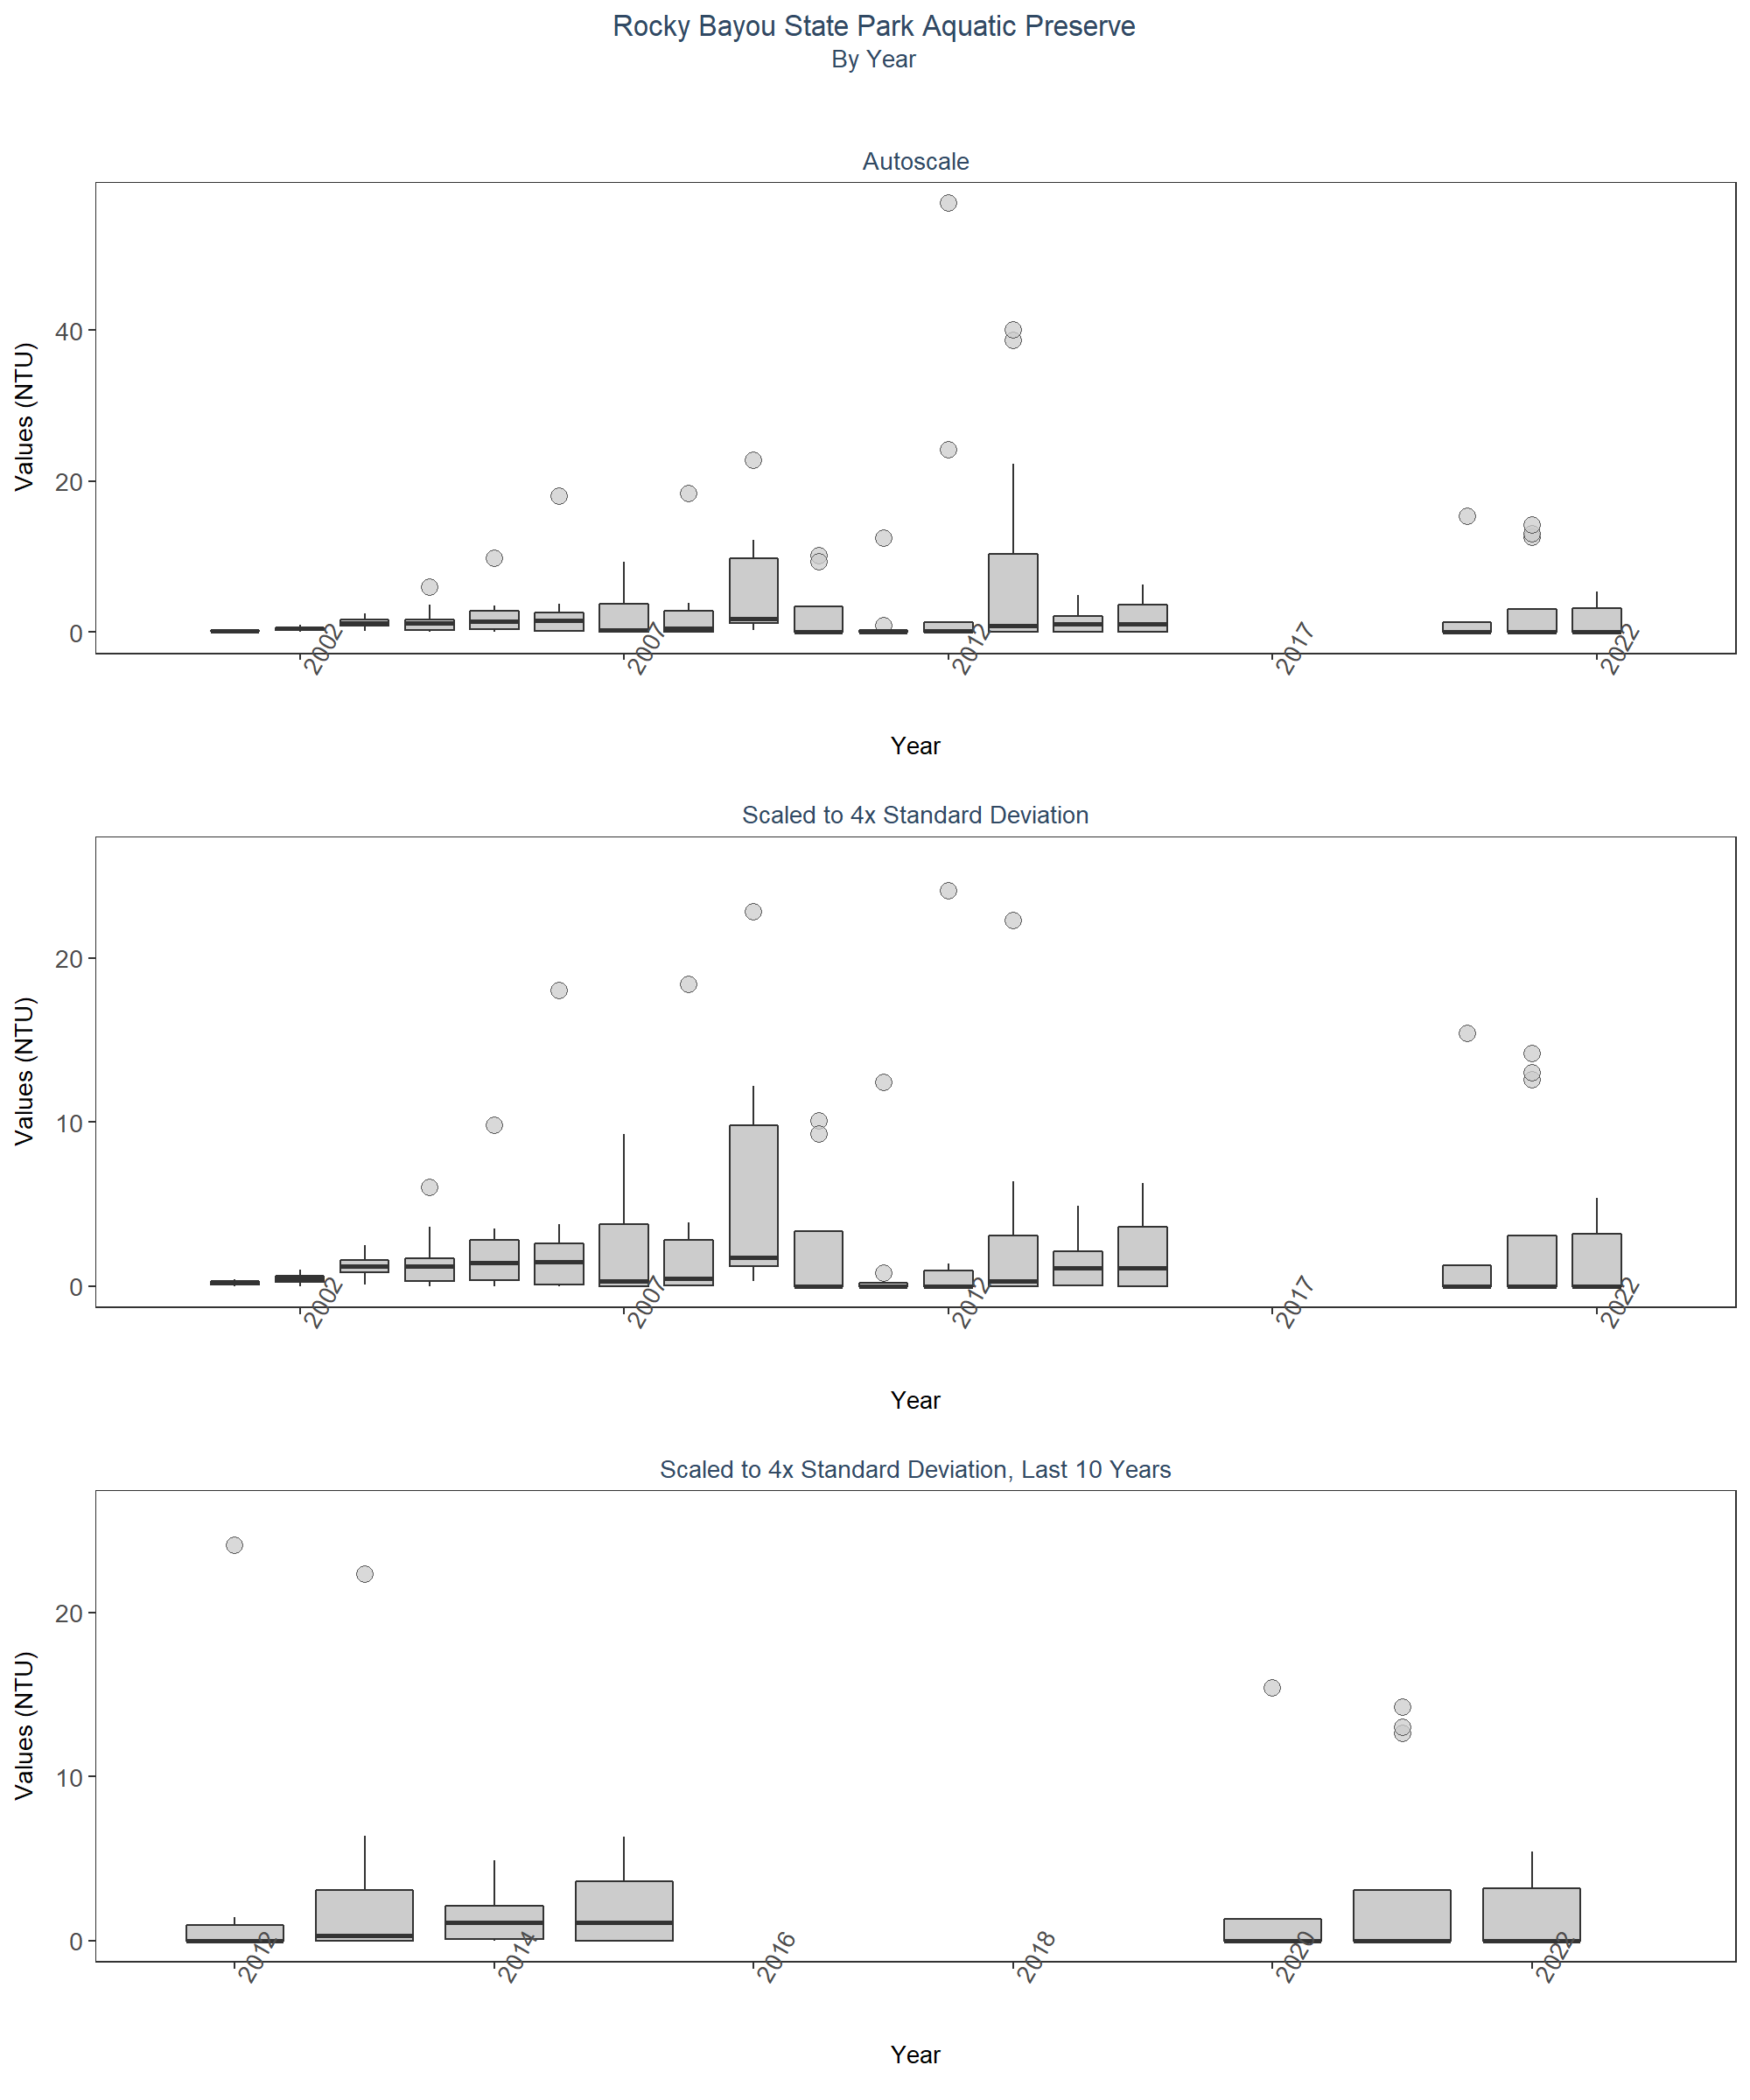 Rocky Bayou State Park Aquatic Preserve
By Year
Autoscale
Values (NTU)
40
20
0
2002 2007 2012 2017 2022
Year
Scaled to 4x Standard Deviation
Values (NTU)
20
10
0
2002 2007 2012 2017 2022
Year
Scaled to 4x Standard Deviation, Last 10 Years
Values (NTU)
20
10
0
2012 2014 2016 2018 2020 2022
Year